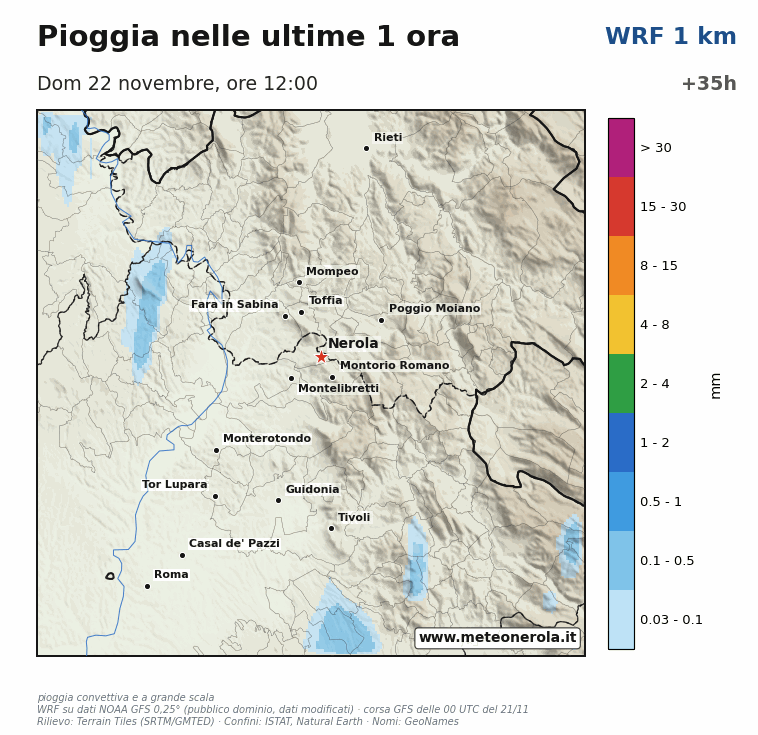 Pioggia nelle ultime 1 ora
WRF 1 km
Dom 22 novembre, ore 12:00
+35h
Rieti
Mompeo
Toffia
Fara in Sabina
Poggio Moiano
Nerola
Montorio Romano
Montelibretti
Monterotondo
Tor Lupara
Guidonia
Tivoli
Casal de' Pazzi
Roma
www.meteonerola.it
> 30
15 - 30
8 - 15
4 - 8
2 - 4
1 - 2
0.5 - 1
0.1 - 0.5
0.03 - 0.1
mm
pioggia convettiva e a grande scala
WRF su dati NOAA GFS 0,25° (pubblico dominio, dati modificati) · corsa GFS delle 00 UTC del 21/11
Rilievo: Terrain Tiles (SRTM/GMTED) · Confini: ISTAT, Natural Earth · Nomi: GeoNames